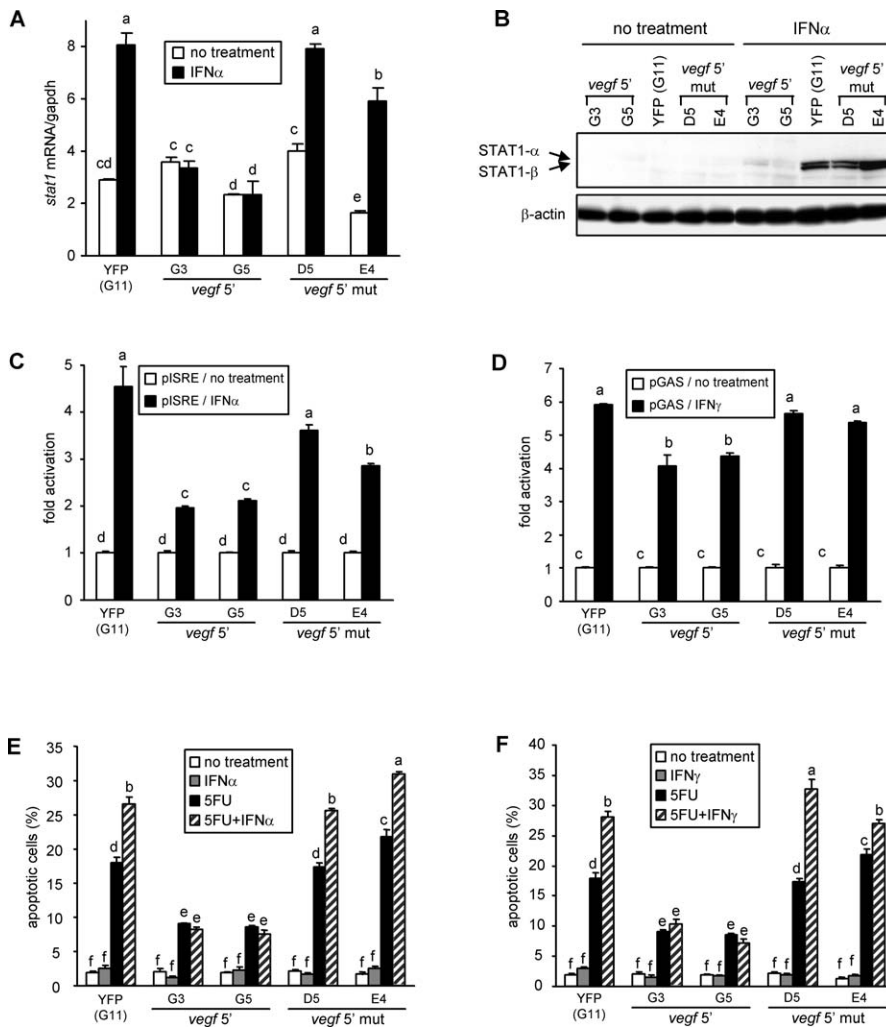 A
no treatment
IFNα
stat1 mRNA/gapdh
8
6
4
2
0
cd
a
c
c
d
d
c
a
e
b
YFP
(G11)
G3
G5
D5
E4
vegf 5'
vegf 5' mut
B
no treatment
IFNα
vegf 5'
YFP (G11)
vegf 5'
mut
vegf 5'
YFP (G11)
vegf 5'
mut
G3
G5
D5
E4
G3
G5
D5
E4
STAT1-α
STAT1-β
β-actin
C
pISRE / no treatment
pISRE / IFNα
fold activation
5
4
3
2
1
0
d
a
d
c
d
c
d
a
d
b
YFP
(G11)
G3
G5
D5
E4
vegf 5'
vegf 5' mut
D
pGAS / no treatment
pGAS / IFNγ
fold activation
7
6
5
4
3
2
1
0
c
a
c
b
c
b
c
a
c
a
YFP
(G11)
G3
G5
D5
E4
vegf 5'
vegf 5' mut
E
no treatment
IFNα
5FU
5FU+IFNα
apoptotic cells (%)
35
30
25
20
15
10
5
0
f
f
d
b
f
f
e
e
f
f
e
e
f
f
d
b
f
f
c
a
YFP
(G11)
G3
G5
D5
E4
vegf 5'
vegf 5' mut
F
no treatment
IFNγ
5FU
5FU+IFNγ
apoptotic cells (%)
40
35
30
25
20
15
10
5
0
f
f
d
b
f
f
e
e
f
f
e
e
f
f
d
a
f
f
c
b
YFP
(G11)
G3
G5
D5
E4
vegf 5'
vegf 5' mut